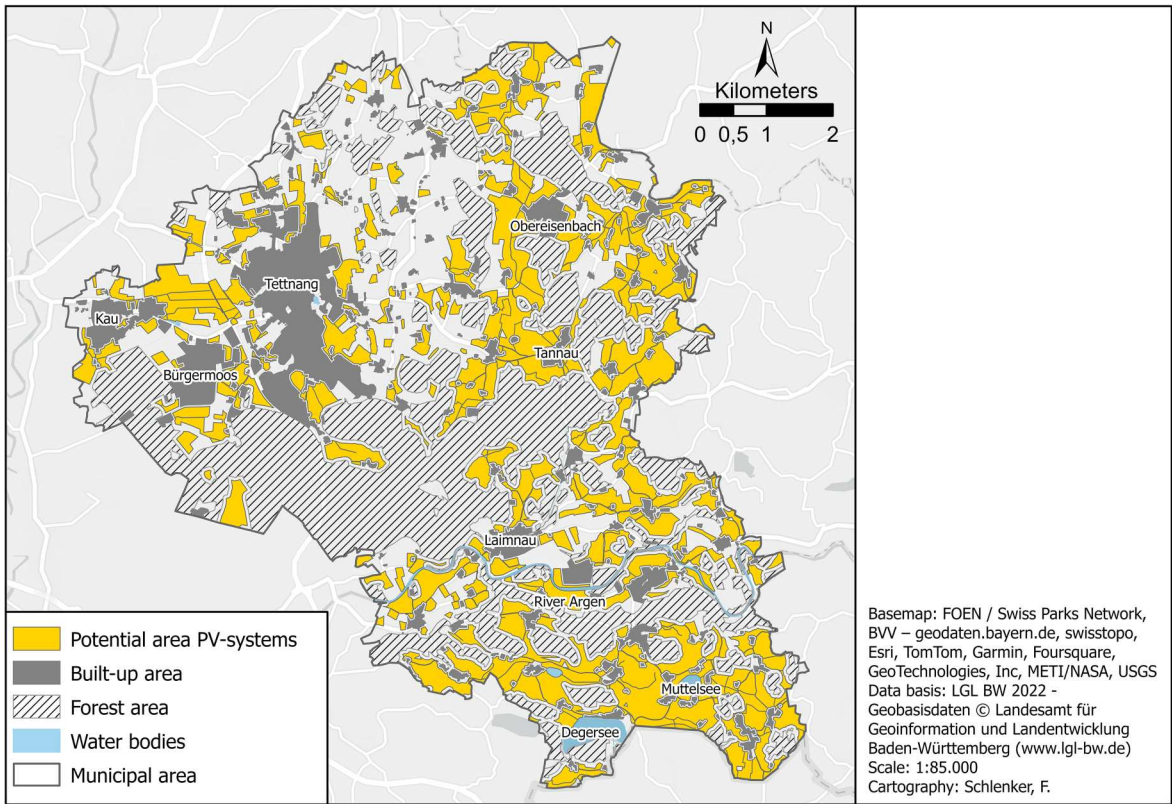 N
Kilometers
0 0,5 1 2
Obereisenbach
Tettnang
Kau
Tannau
Bürgermoos
Laimnau
River Argen
Muttelsee
Degersee
Potential area PV-systems
Built-up area
Forest area
Water bodies
Municipal area
Basemap: FOEN / Swiss Parks Network,
BVV – geodaten.bayern.de, swisstopo,
Esri, TomTom, Garmin, Foursquare,
GeoTechnologies, Inc, METI/NASA, USGS
Data basis: LGL BW 2022 -
Geobasisdaten © Landesamt für
Geoinformation und Landentwicklung
Baden-Württemberg (www.lgl-bw.de)
Scale: 1:85.000
Cartography: Schlenker, F.